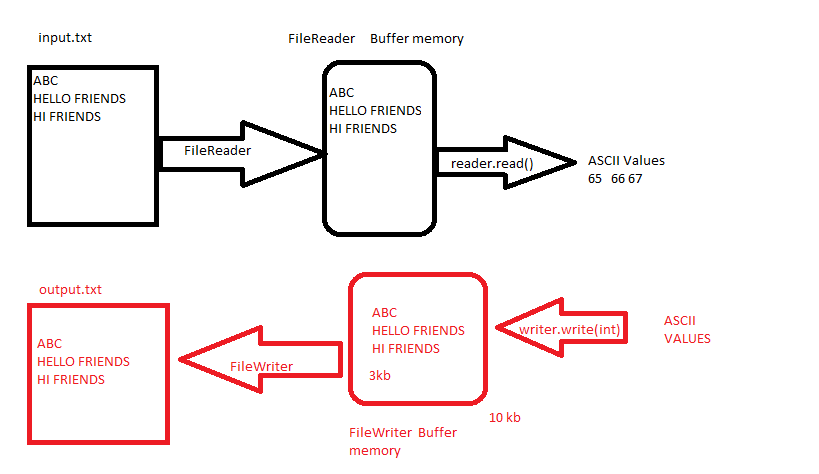 input.txt
FileReader Buffer memory
ABC
HELLO FRIENDS
HI FRIENDS
FileReader
ABC
HELLO FRIENDS
HI FRIENDS
reader.read()
ASCII Values
65 66 67
output.txt
ABC
HELLO FRIENDS
HI FRIENDS
FileWriter
ABC
HELLO FRIENDS
HI FRIENDS
3kb
writer.write(int)
ASCII
VALUES
10 kb
FileWriter Buffer
memory